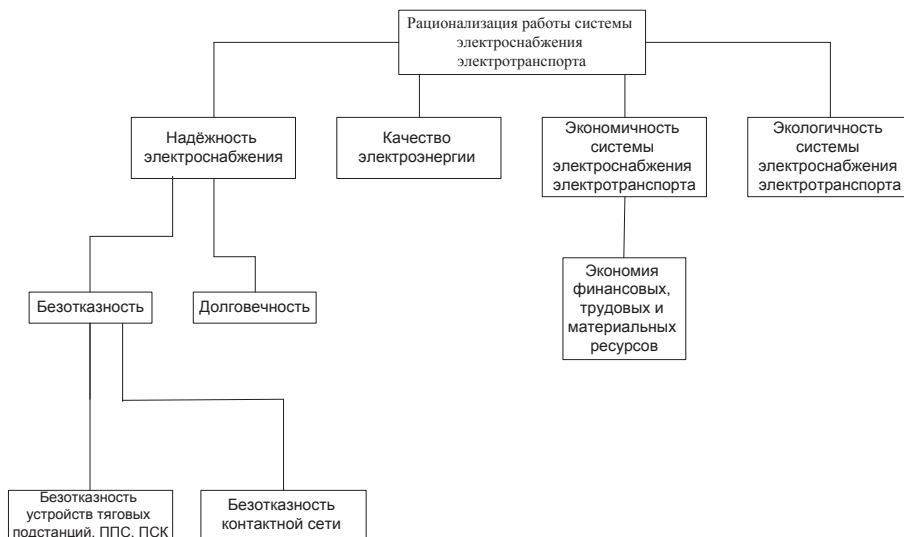 Рационализация работы системы
электроснабжения
электротранспорта
Надёжность
электроснабжения
Качество
электроэнергии
Экономичность
системы
электроснабжения
электротранспорта
Экологичность
системы
электроснабжения
электротранспорта
Безотказность
Долговечность
Экономия
финансовых,
трудовых и
материальных
ресурсов
Безотказность
устройств тяговых
подстанций, ППС, ПСК
Безотказность
контактной сети